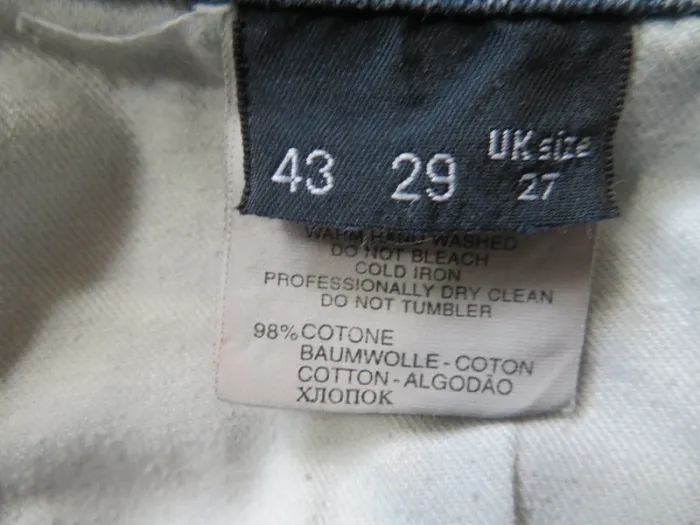 43 29 UK size 27
WARM HAND WASHED
DO NOT BLEACH
COLD IRON
PROFESSIONALLY DRY CLEAN
DO NOT TUMBLER
98% COTONE
BAUMWOLLE - COTON
COTTON - ALGODÃO
ХЛОПОК